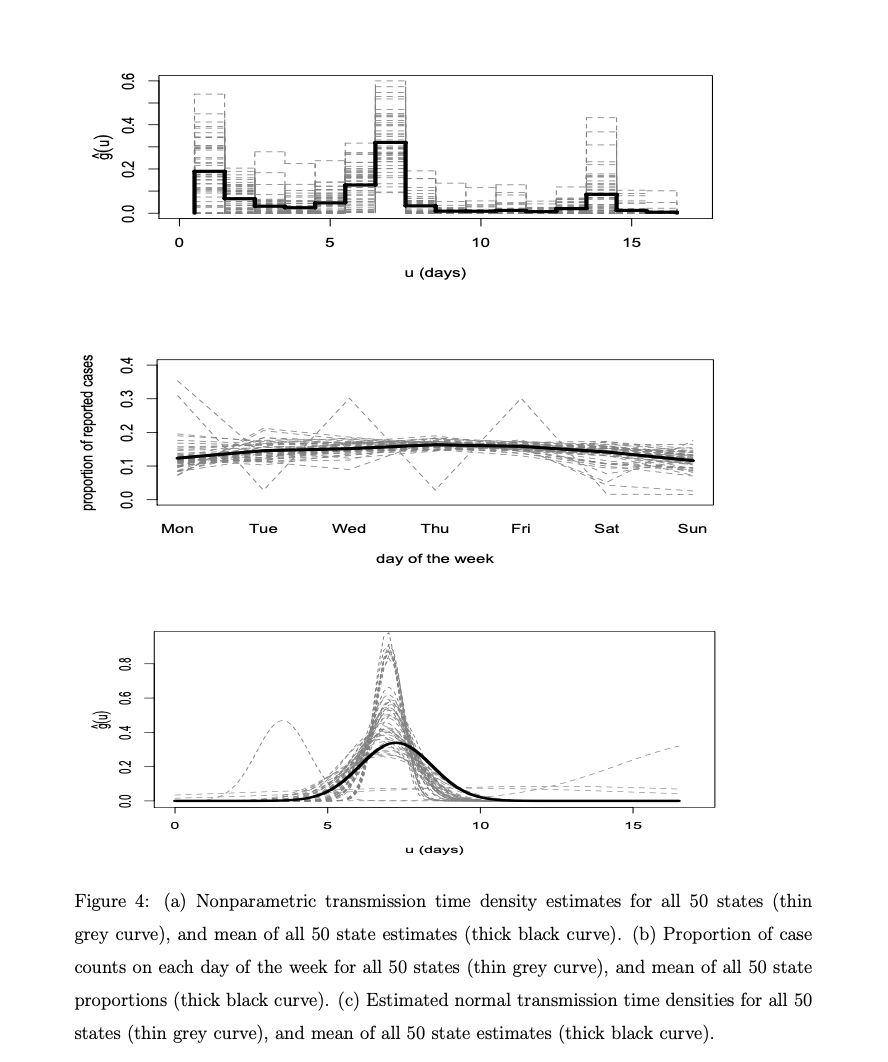 0.6
0.4
0.2
0.0
ĝ(u)
0 5 10 15
u (days)
0.4
0.3
0.2
0.1
0.0
proportion of reported cases
Mon Tue Wed Thu Fri Sat Sun
day of the week
0.8
0.6
0.4
0.2
0.0
ĝ(u)
0 5 10 15
u (days)
Figure 4: (a) Nonparametric transmission time density estimates for all 50 states (thin
grey curve), and mean of all 50 state estimates (thick black curve). (b) Proportion of case
counts on each day of the week for all 50 states (thin grey curve), and mean of all 50 state
proportions (thick black curve). (c) Estimated normal transmission time densities for all 50
states (thin grey curve), and mean of all 50 state estimates (thick black curve).